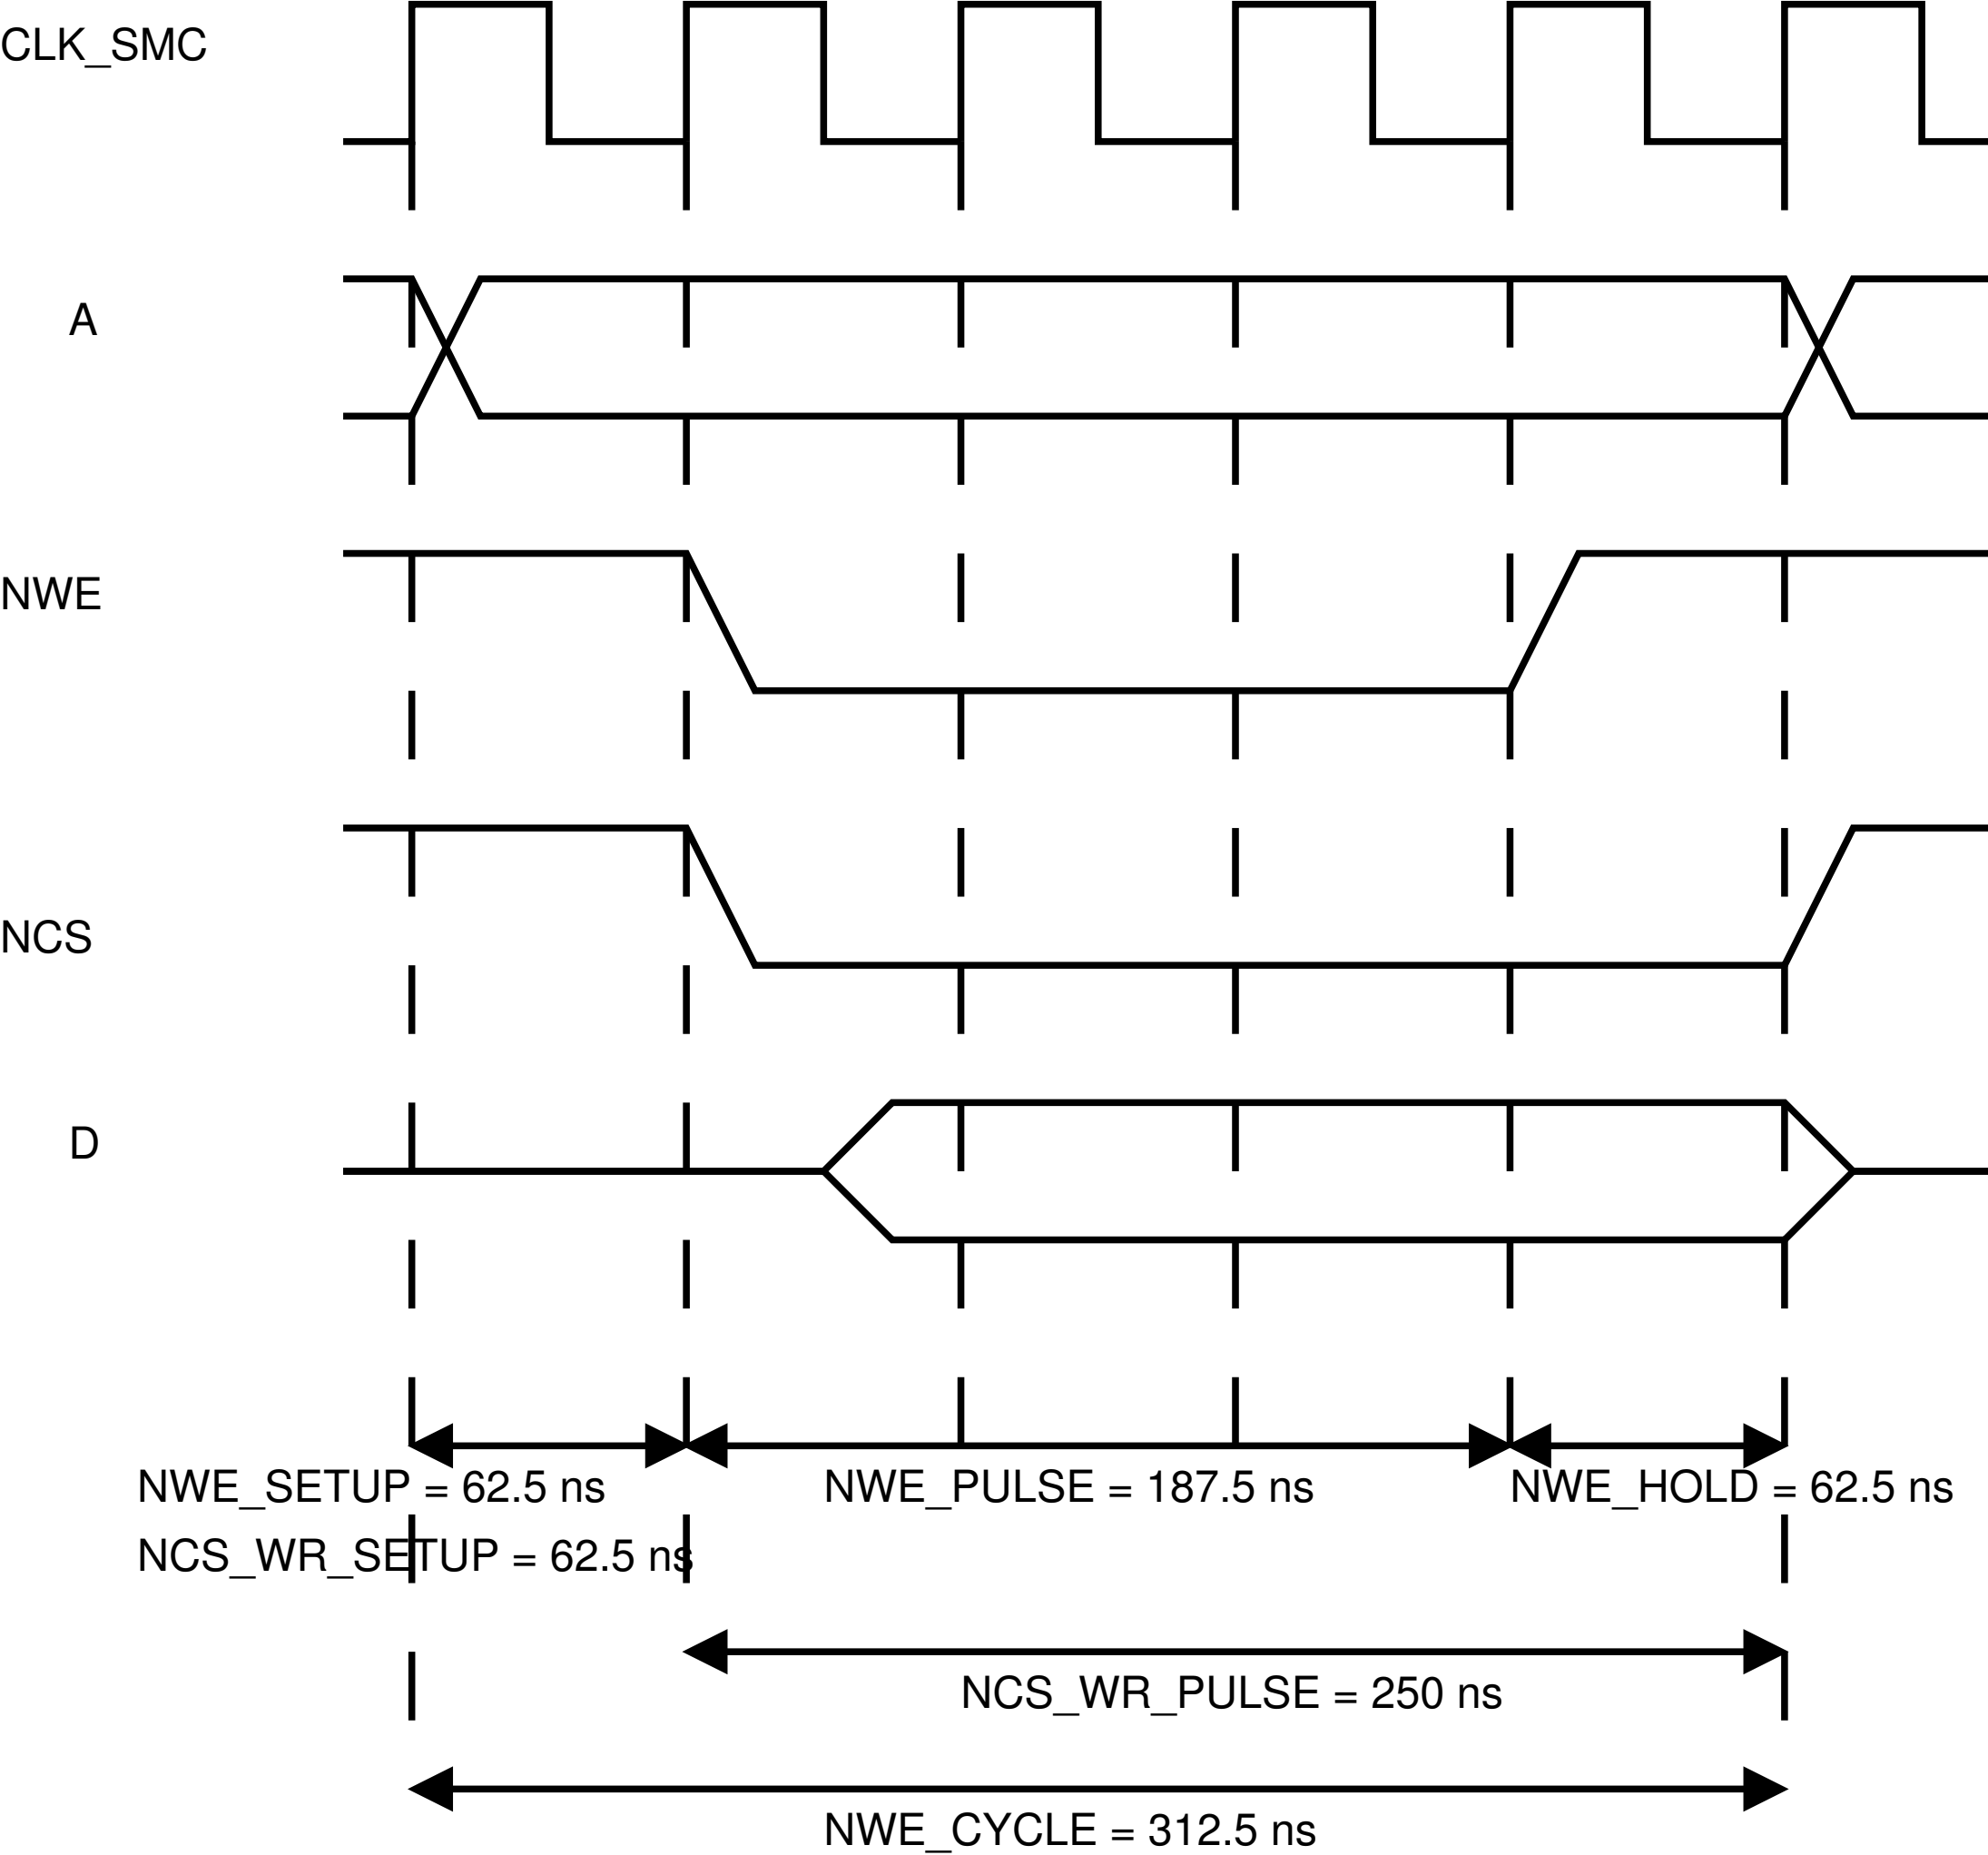 CLK_SMC
A
NWE
NCS
D
NWE_SETUP = 62.5 ns
NWE_PULSE = 187.5 ns
NWE_HOLD = 62.5 ns
NCS_WR_SETUP = 62.5 ns
NCS_WR_PULSE = 250 ns
NWE_CYCLE = 312.5 ns